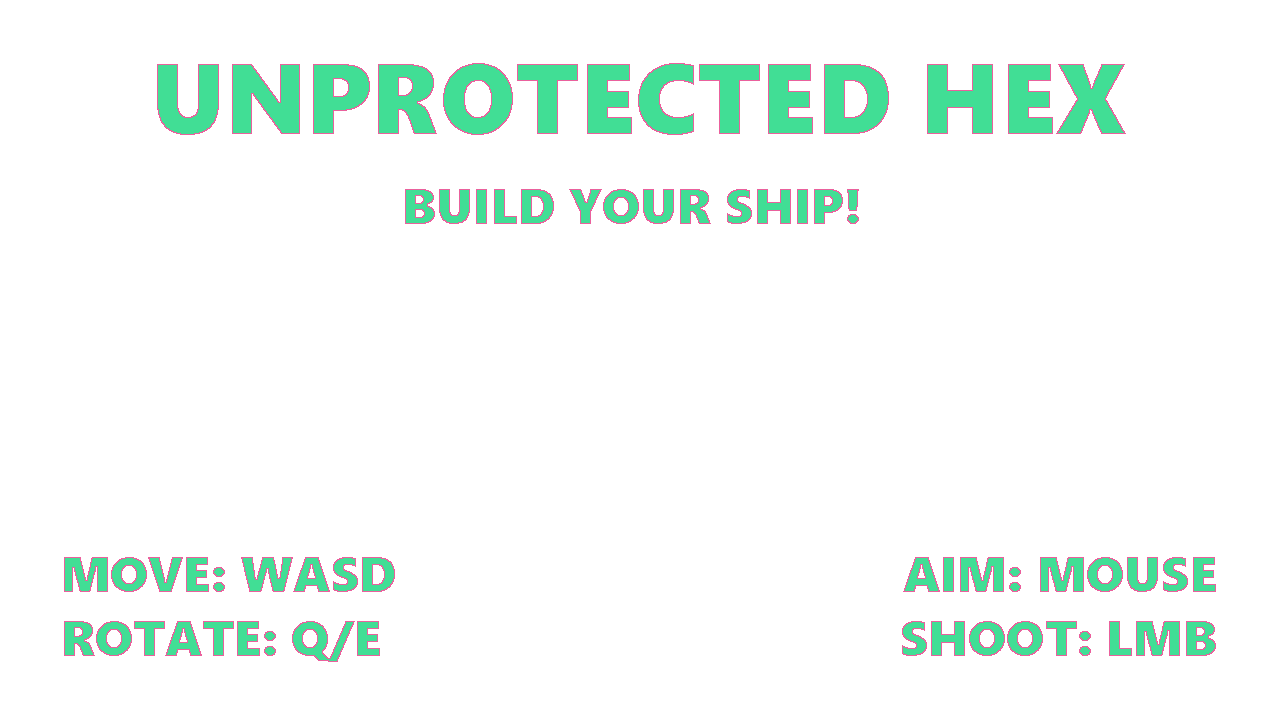 UNPROTECTED HEX
BUILD YOUR SHIP!
MOVE: WASD
ROTATE: Q/E
AIM: MOUSE
SHOOT: LMB